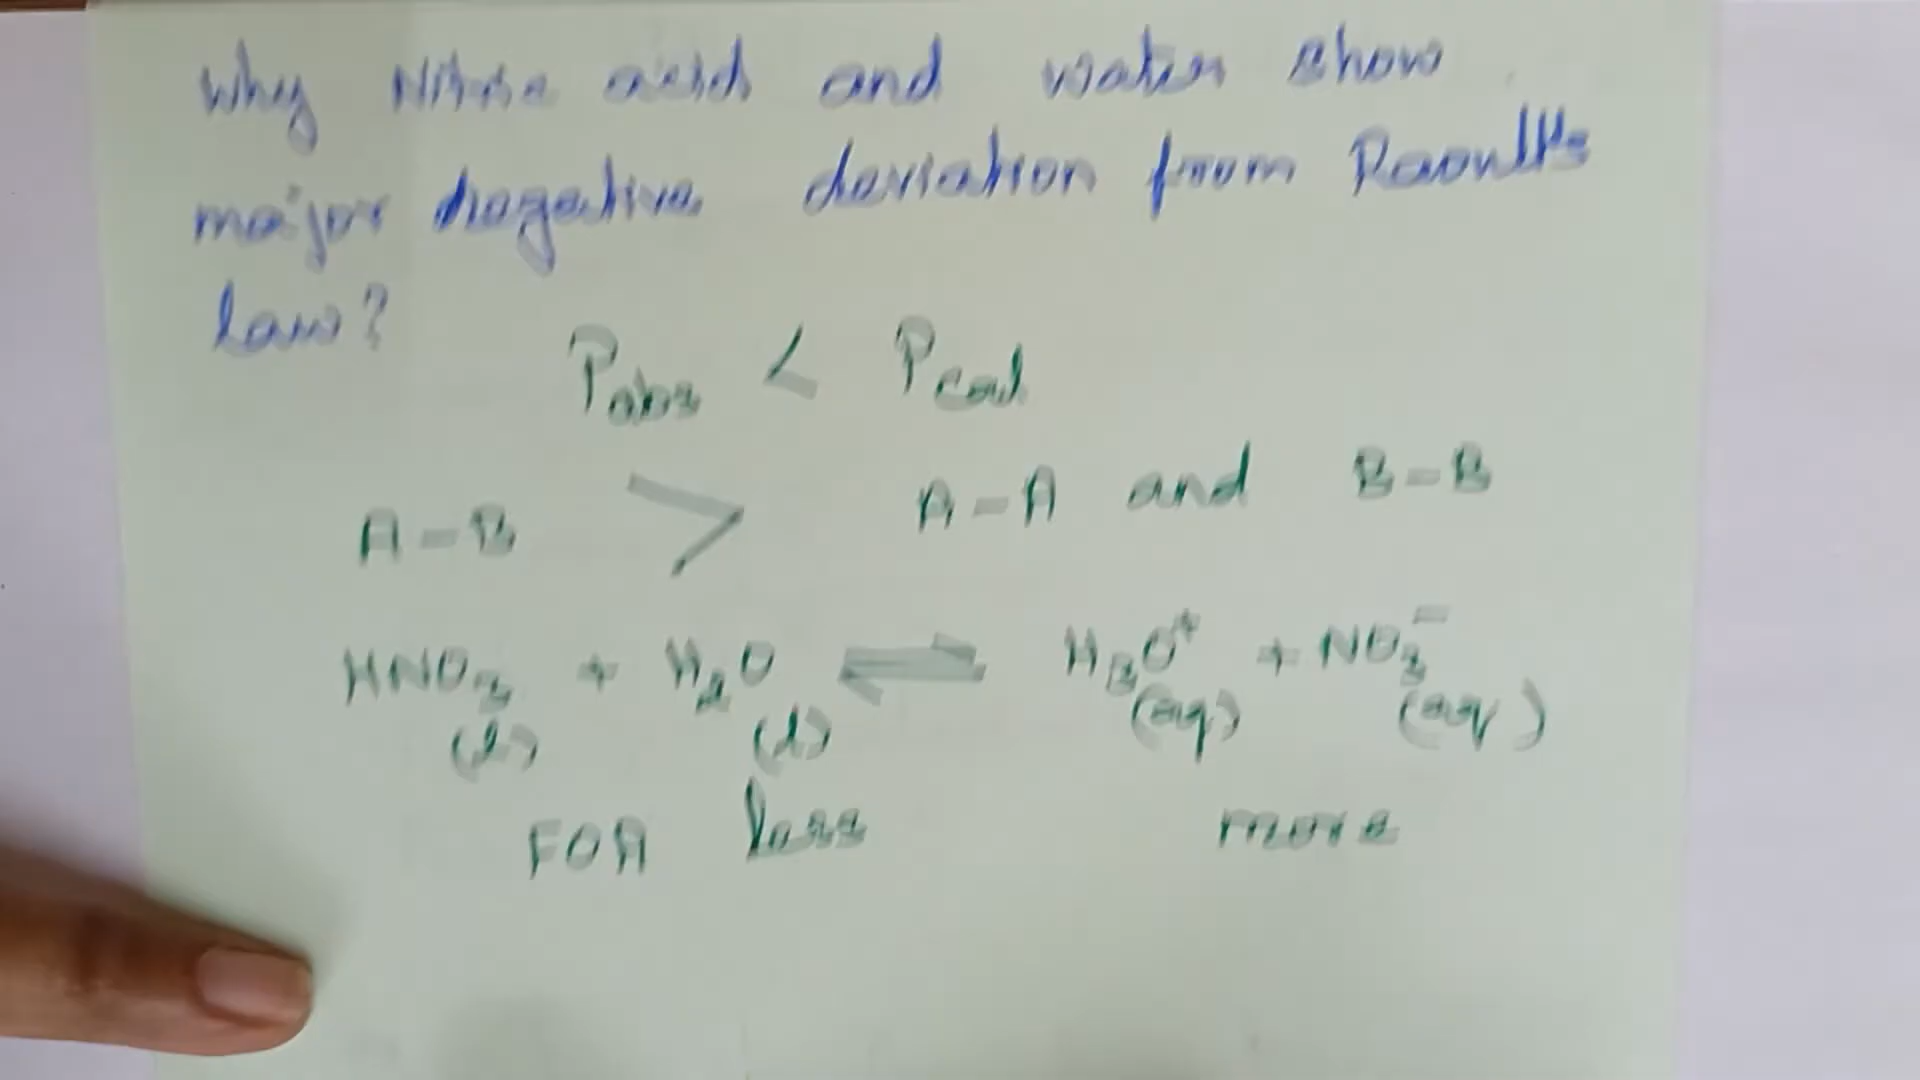 Why Nitric acid and water show
major negative deviation from Raoult's
law?
Pobs < Pcal
A-B > A-A and B-B
HNO₃ + H₂O ⇌ H₃O⁺ + NO₃⁻
(l) (l) (aq) (aq)
FOA less more